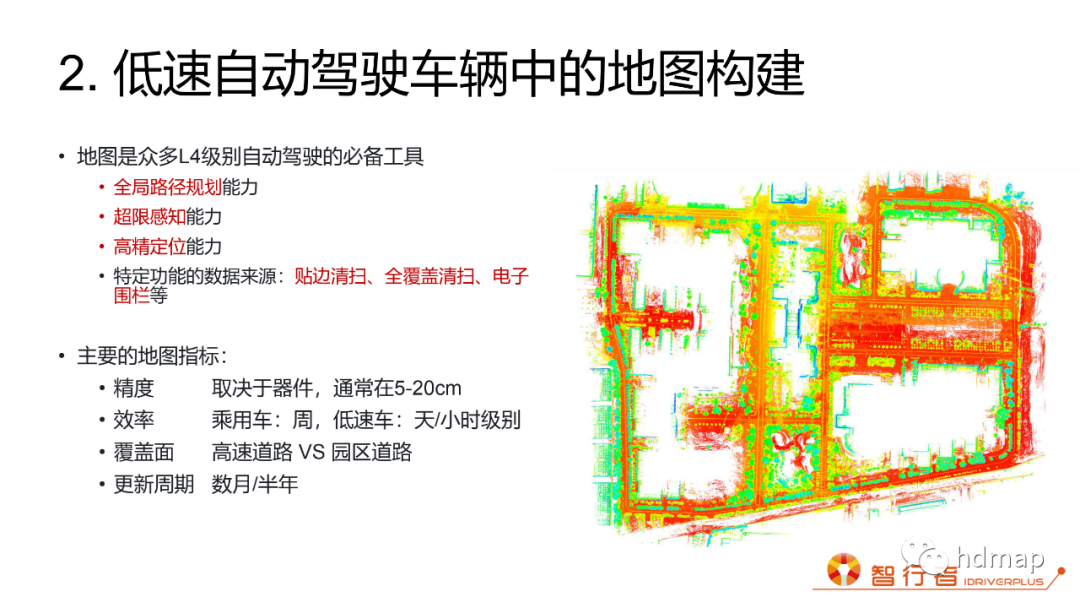 2. 低速自动驾驶车辆中的地图构建
• 地图是众多L4级别自动驾驶的必备工具
• 全局路径规划能力
• 超限感知能力
• 高精定位能力
• 特定功能的数据来源：贴边清扫、全覆盖清扫、电子
围栏等
• 主要的地图指标：
• 精度 取决于器件，通常在5-20cm
• 效率 乘用车：周，低速车：天/小时级别
• 覆盖面 高速道路 VS 园区道路
• 更新周期 数月/半年
hdmap
智行者 IDRIVERPLUS